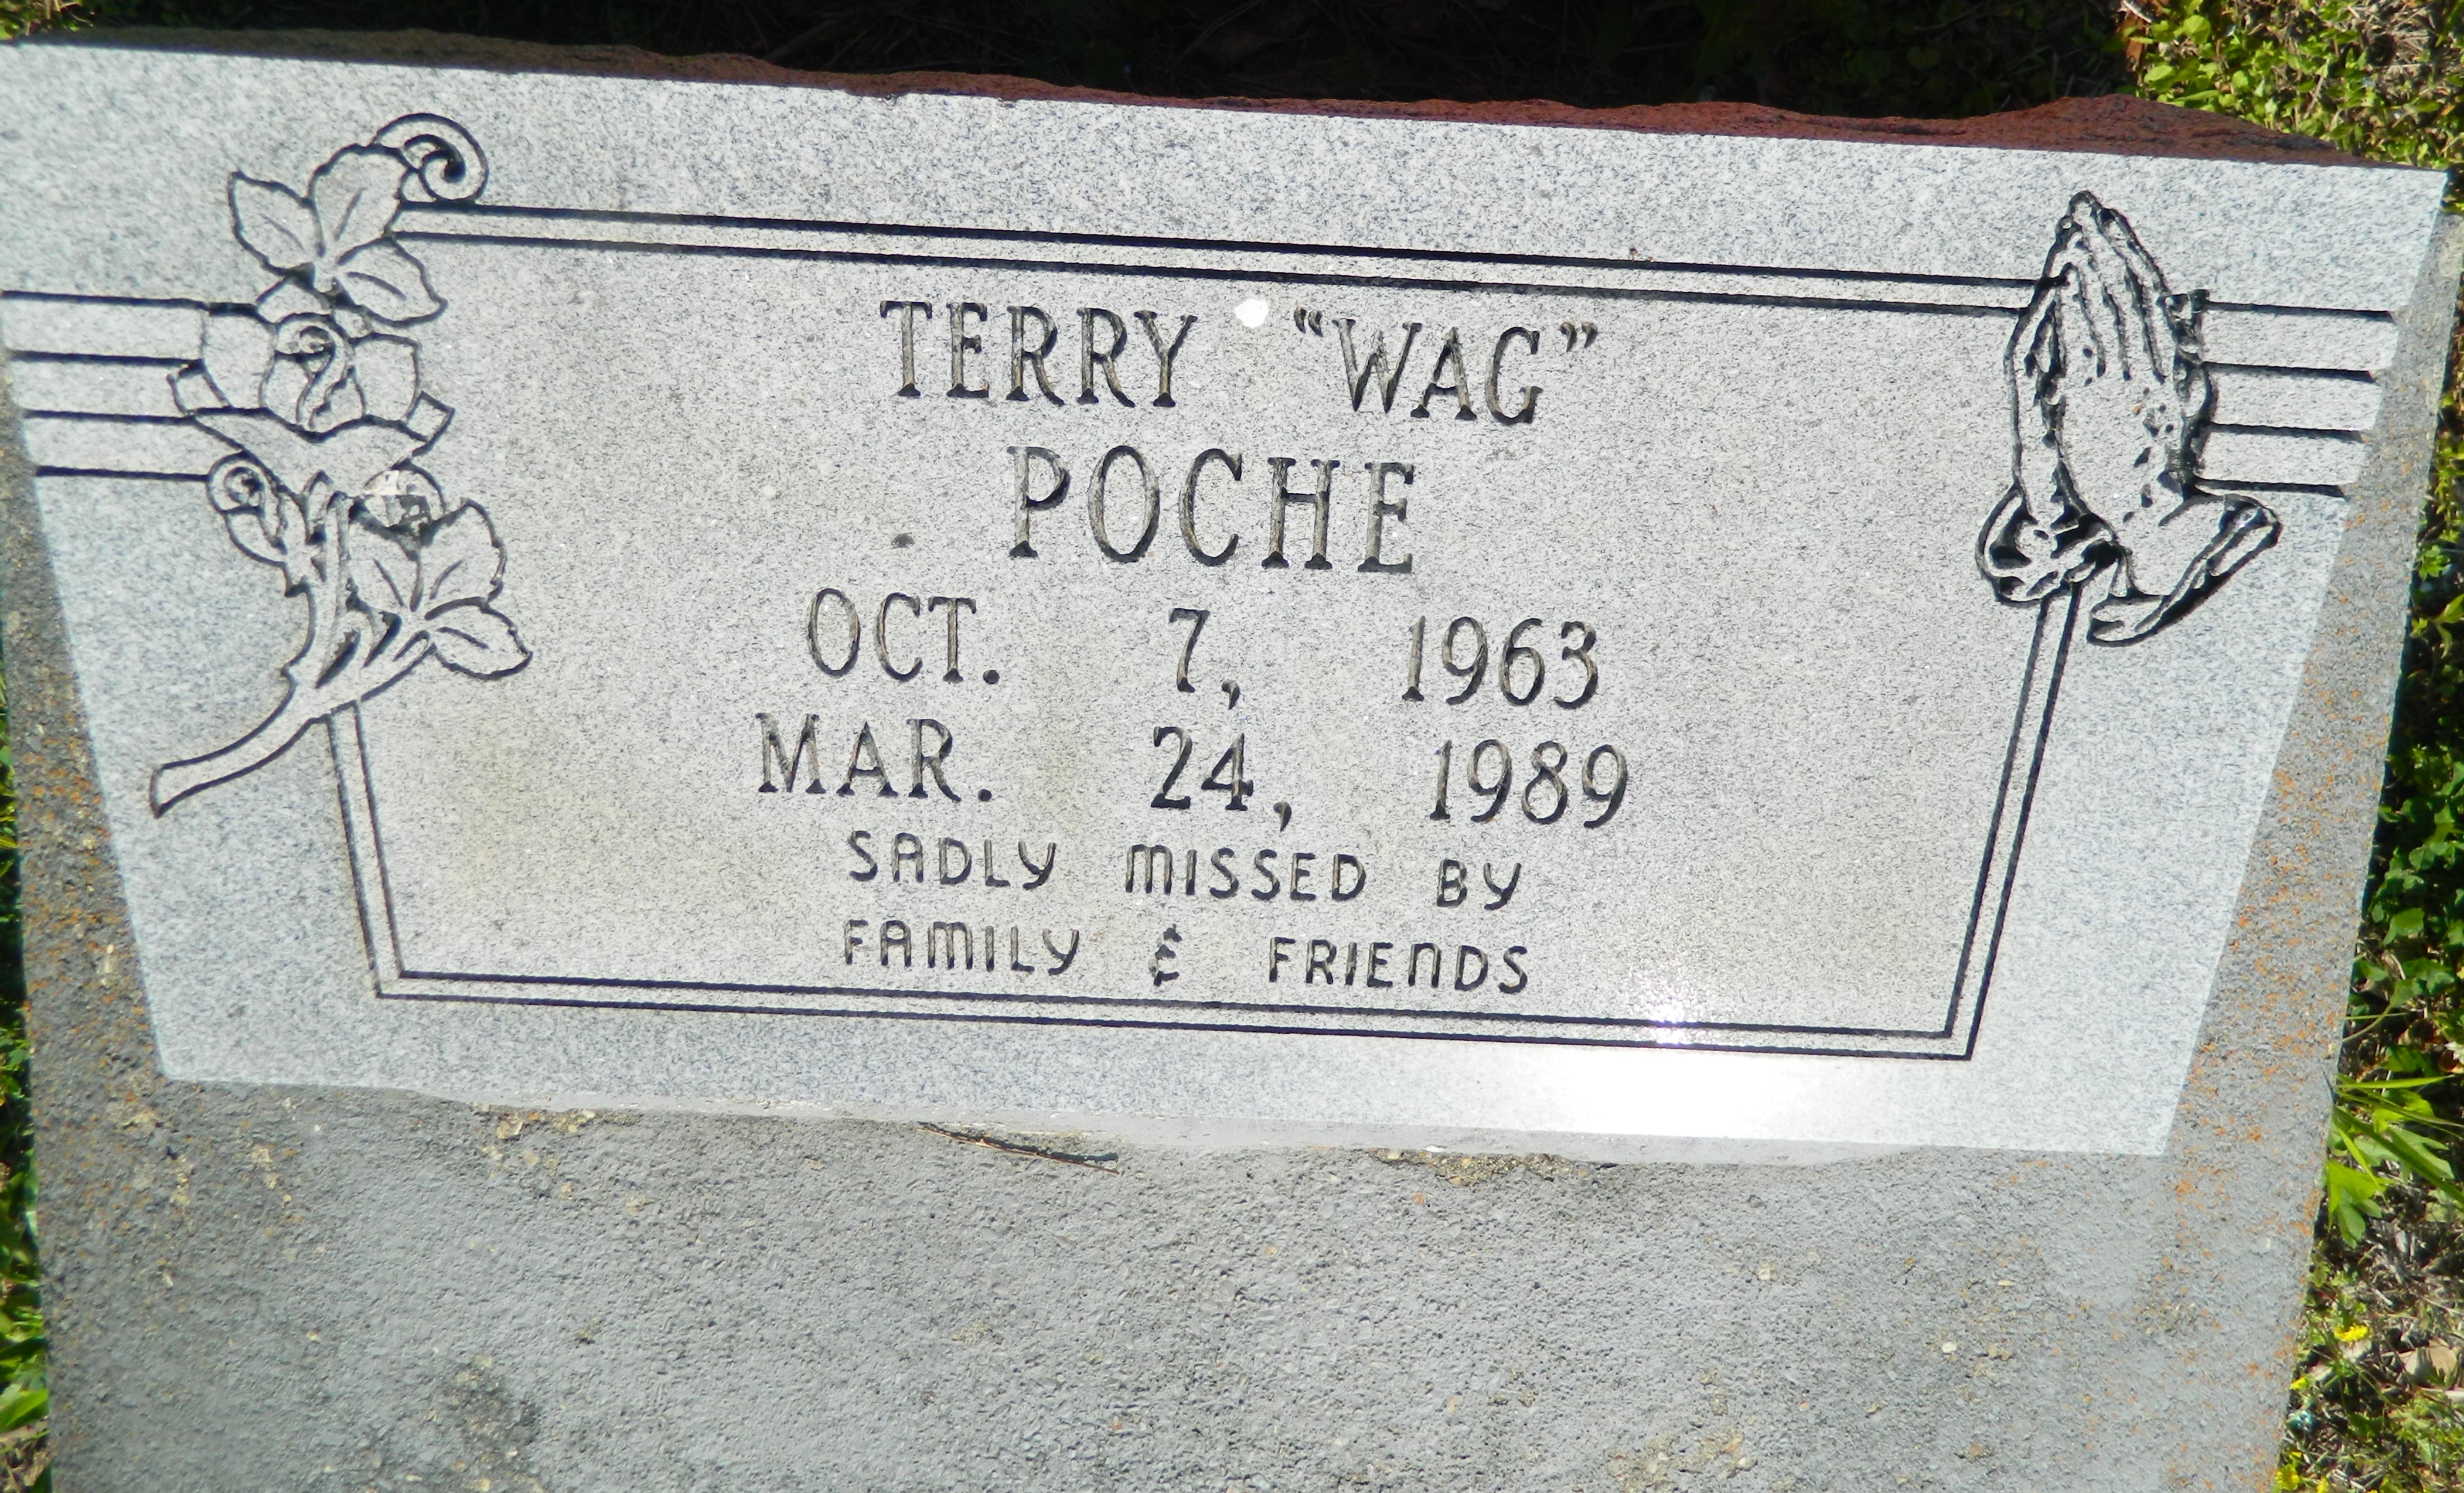 TERRY “WAG”
POCHE
OCT. 7, 1963
MAR. 24, 1989
SADLY MISSED BY
FAMILY & FRIENDS